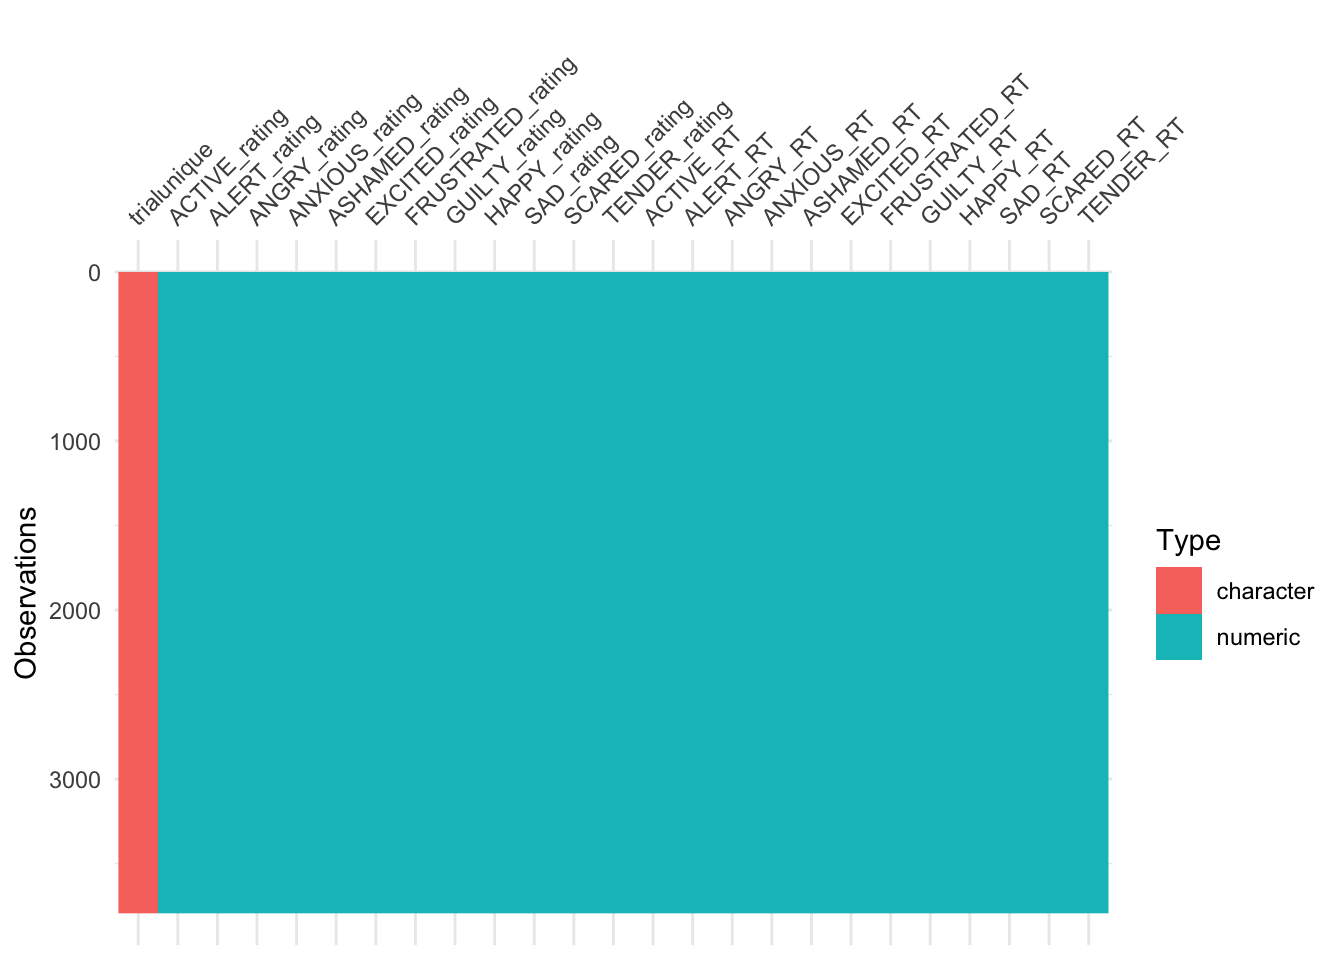 trialunique
ACTIVE_rating
ALERT_rating
ANGRY_rating
ANXIOUS_rating
ASHAMED_rating
EXCITED_rating
FRUSTRATED_rating
GUILTY_rating
HAPPY_rating
SAD_rating
SCARED_rating
TENDER_rating
ACTIVE_RT
ALERT_RT
ANGRY_RT
ANXIOUS_RT
ASHAMED_RT
EXCITED_RT
FRUSTRATED_RT
GUILTY_RT
HAPPY_RT
SAD_RT
SCARED_RT
TENDER_RT
0
1000
2000
3000
Observations
Type
character
numeric